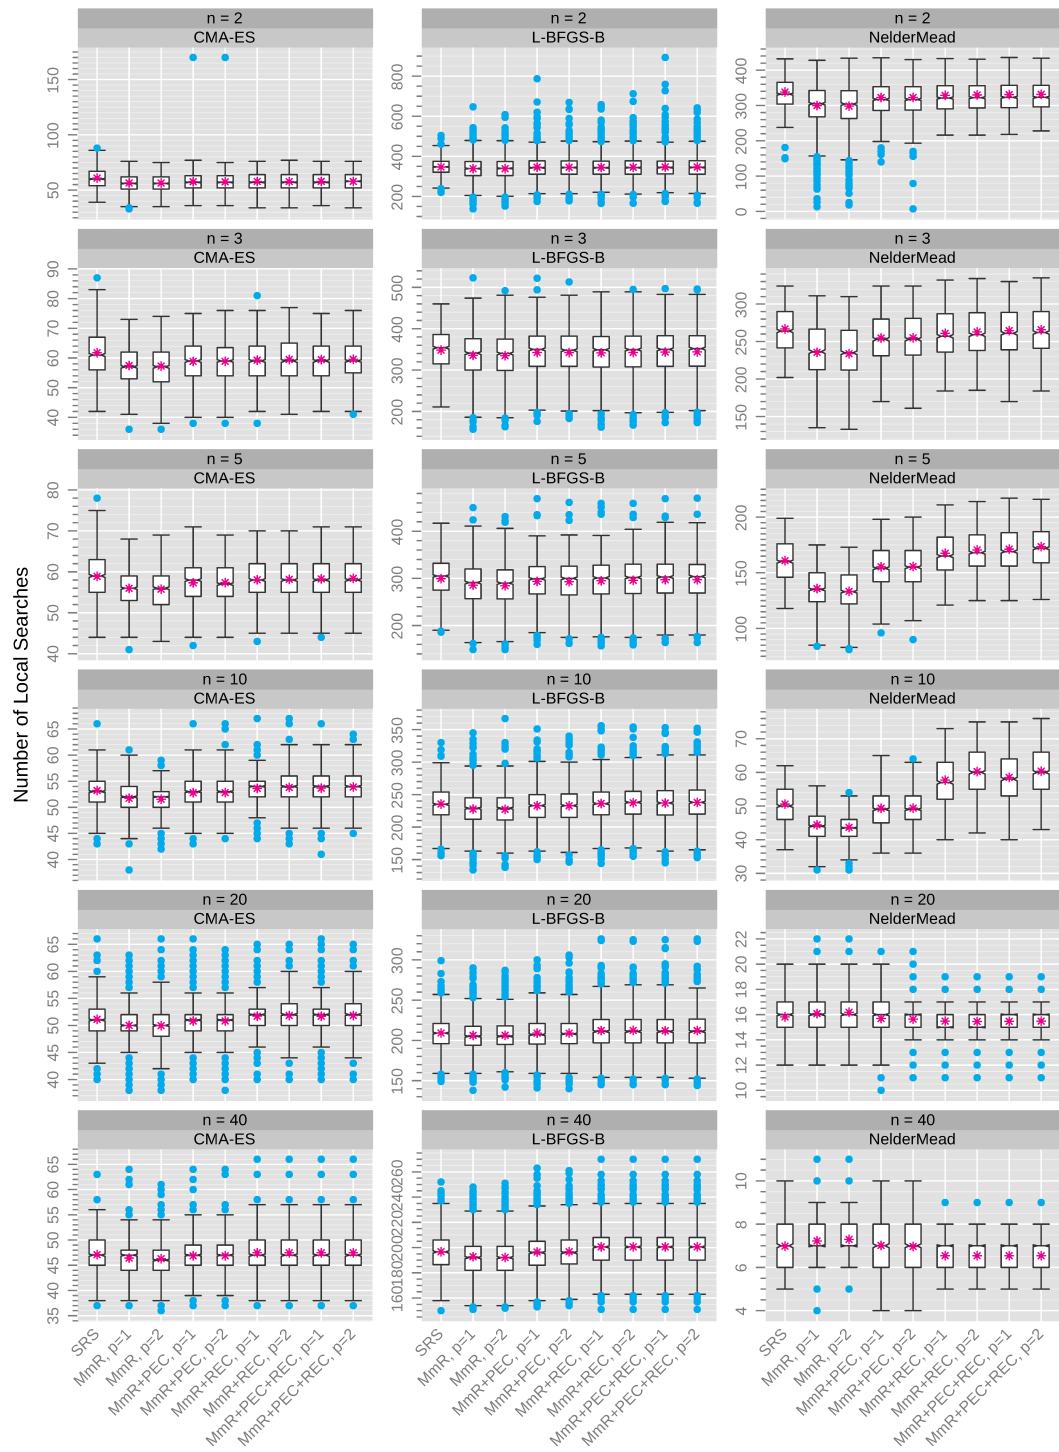 Number of Local Searches
n = 2
CMA-ES
50
100
150
n = 2
L-BFGS-B
200
400
600
800
n = 2
NelderMead
0
100
200
300
400
n = 3
CMA-ES
40
50
60
70
80
90
n = 3
L-BFGS-B
200
300
400
500
n = 3
NelderMead
150
200
250
300
n = 5
CMA-ES
40
50
60
70
80
n = 5
L-BFGS-B
200
300
400
n = 5
NelderMead
100
150
200
n = 10
CMA-ES
40
45
50
55
60
65
n = 10
L-BFGS-B
150
200
250
300
350
n = 10
NelderMead
30
40
50
60
70
n = 20
CMA-ES
40
45
50
55
60
65
n = 20
L-BFGS-B
150
200
250
300
n = 20
NelderMead
10
12
14
16
18
20
22
n = 40
CMA-ES
35
40
45
50
55
60
65
n = 40
L-BFGS-B
160
180
200
220
240
260
n = 40
NelderMead
4
6
8
10
SRS
MmR, p=1
MmR, p=2
MmR+PEC, p=1
MmR+PEC, p=2
MmR+REC, p=1
MmR+REC, p=2
MmR+PEC+REC, p=1
MmR+PEC+REC, p=2
SRS
MmR, p=1
MmR, p=2
MmR+PEC, p=1
MmR+PEC, p=2
MmR+REC, p=1
MmR+REC, p=2
MmR+PEC+REC, p=1
MmR+PEC+REC, p=2
SRS
MmR, p=1
MmR, p=2
MmR+PEC, p=1
MmR+PEC, p=2
MmR+REC, p=1
MmR+REC, p=2
MmR+PEC+REC, p=1
MmR+PEC+REC, p=2